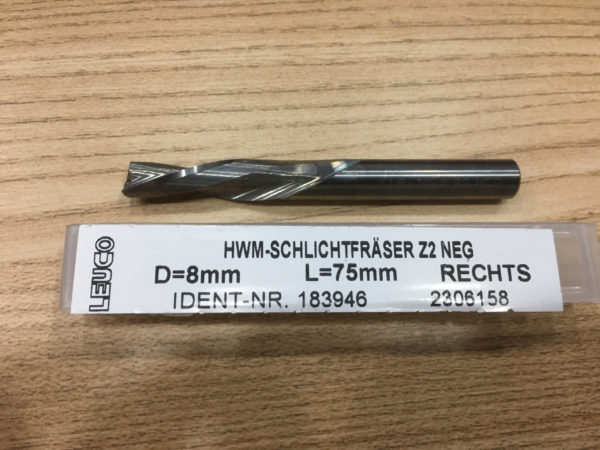 LEUCO
HWM-SCHLICHTFRÄSER Z2 NEG
D=8mm L=75mm RECHTS
IDENT-NR. 183946 2306158